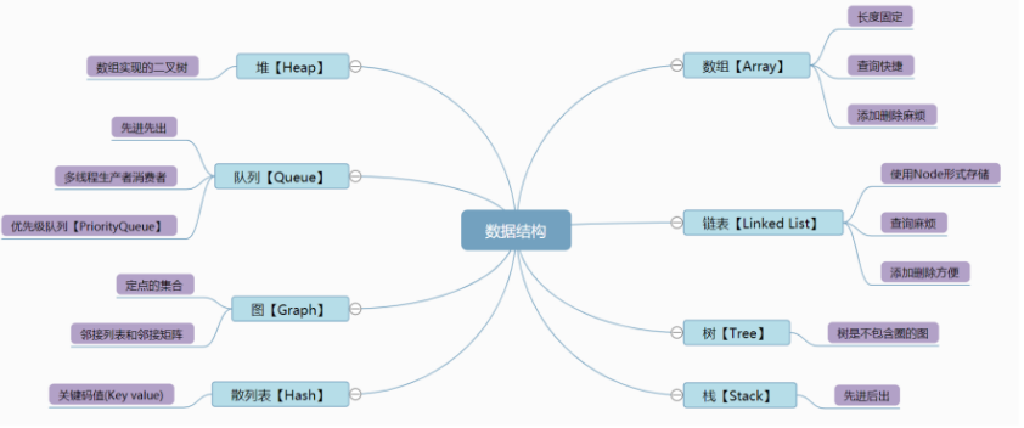 数据结构
堆【Heap】
数组实现的二叉树
队列【Queue】
先进先出
多线程生产者消费者
优先级队列【PriorityQueue】
图【Graph】
定点的集合
邻接列表和邻接矩阵
散列表【Hash】
关键码值(Key value)
数组【Array】
长度固定
查询快捷
添加删除麻烦
链表【Linked List】
使用Node形式存储
查询麻烦
添加删除方便
树【Tree】
树是不包含圈的图
栈【Stack】
先进后出